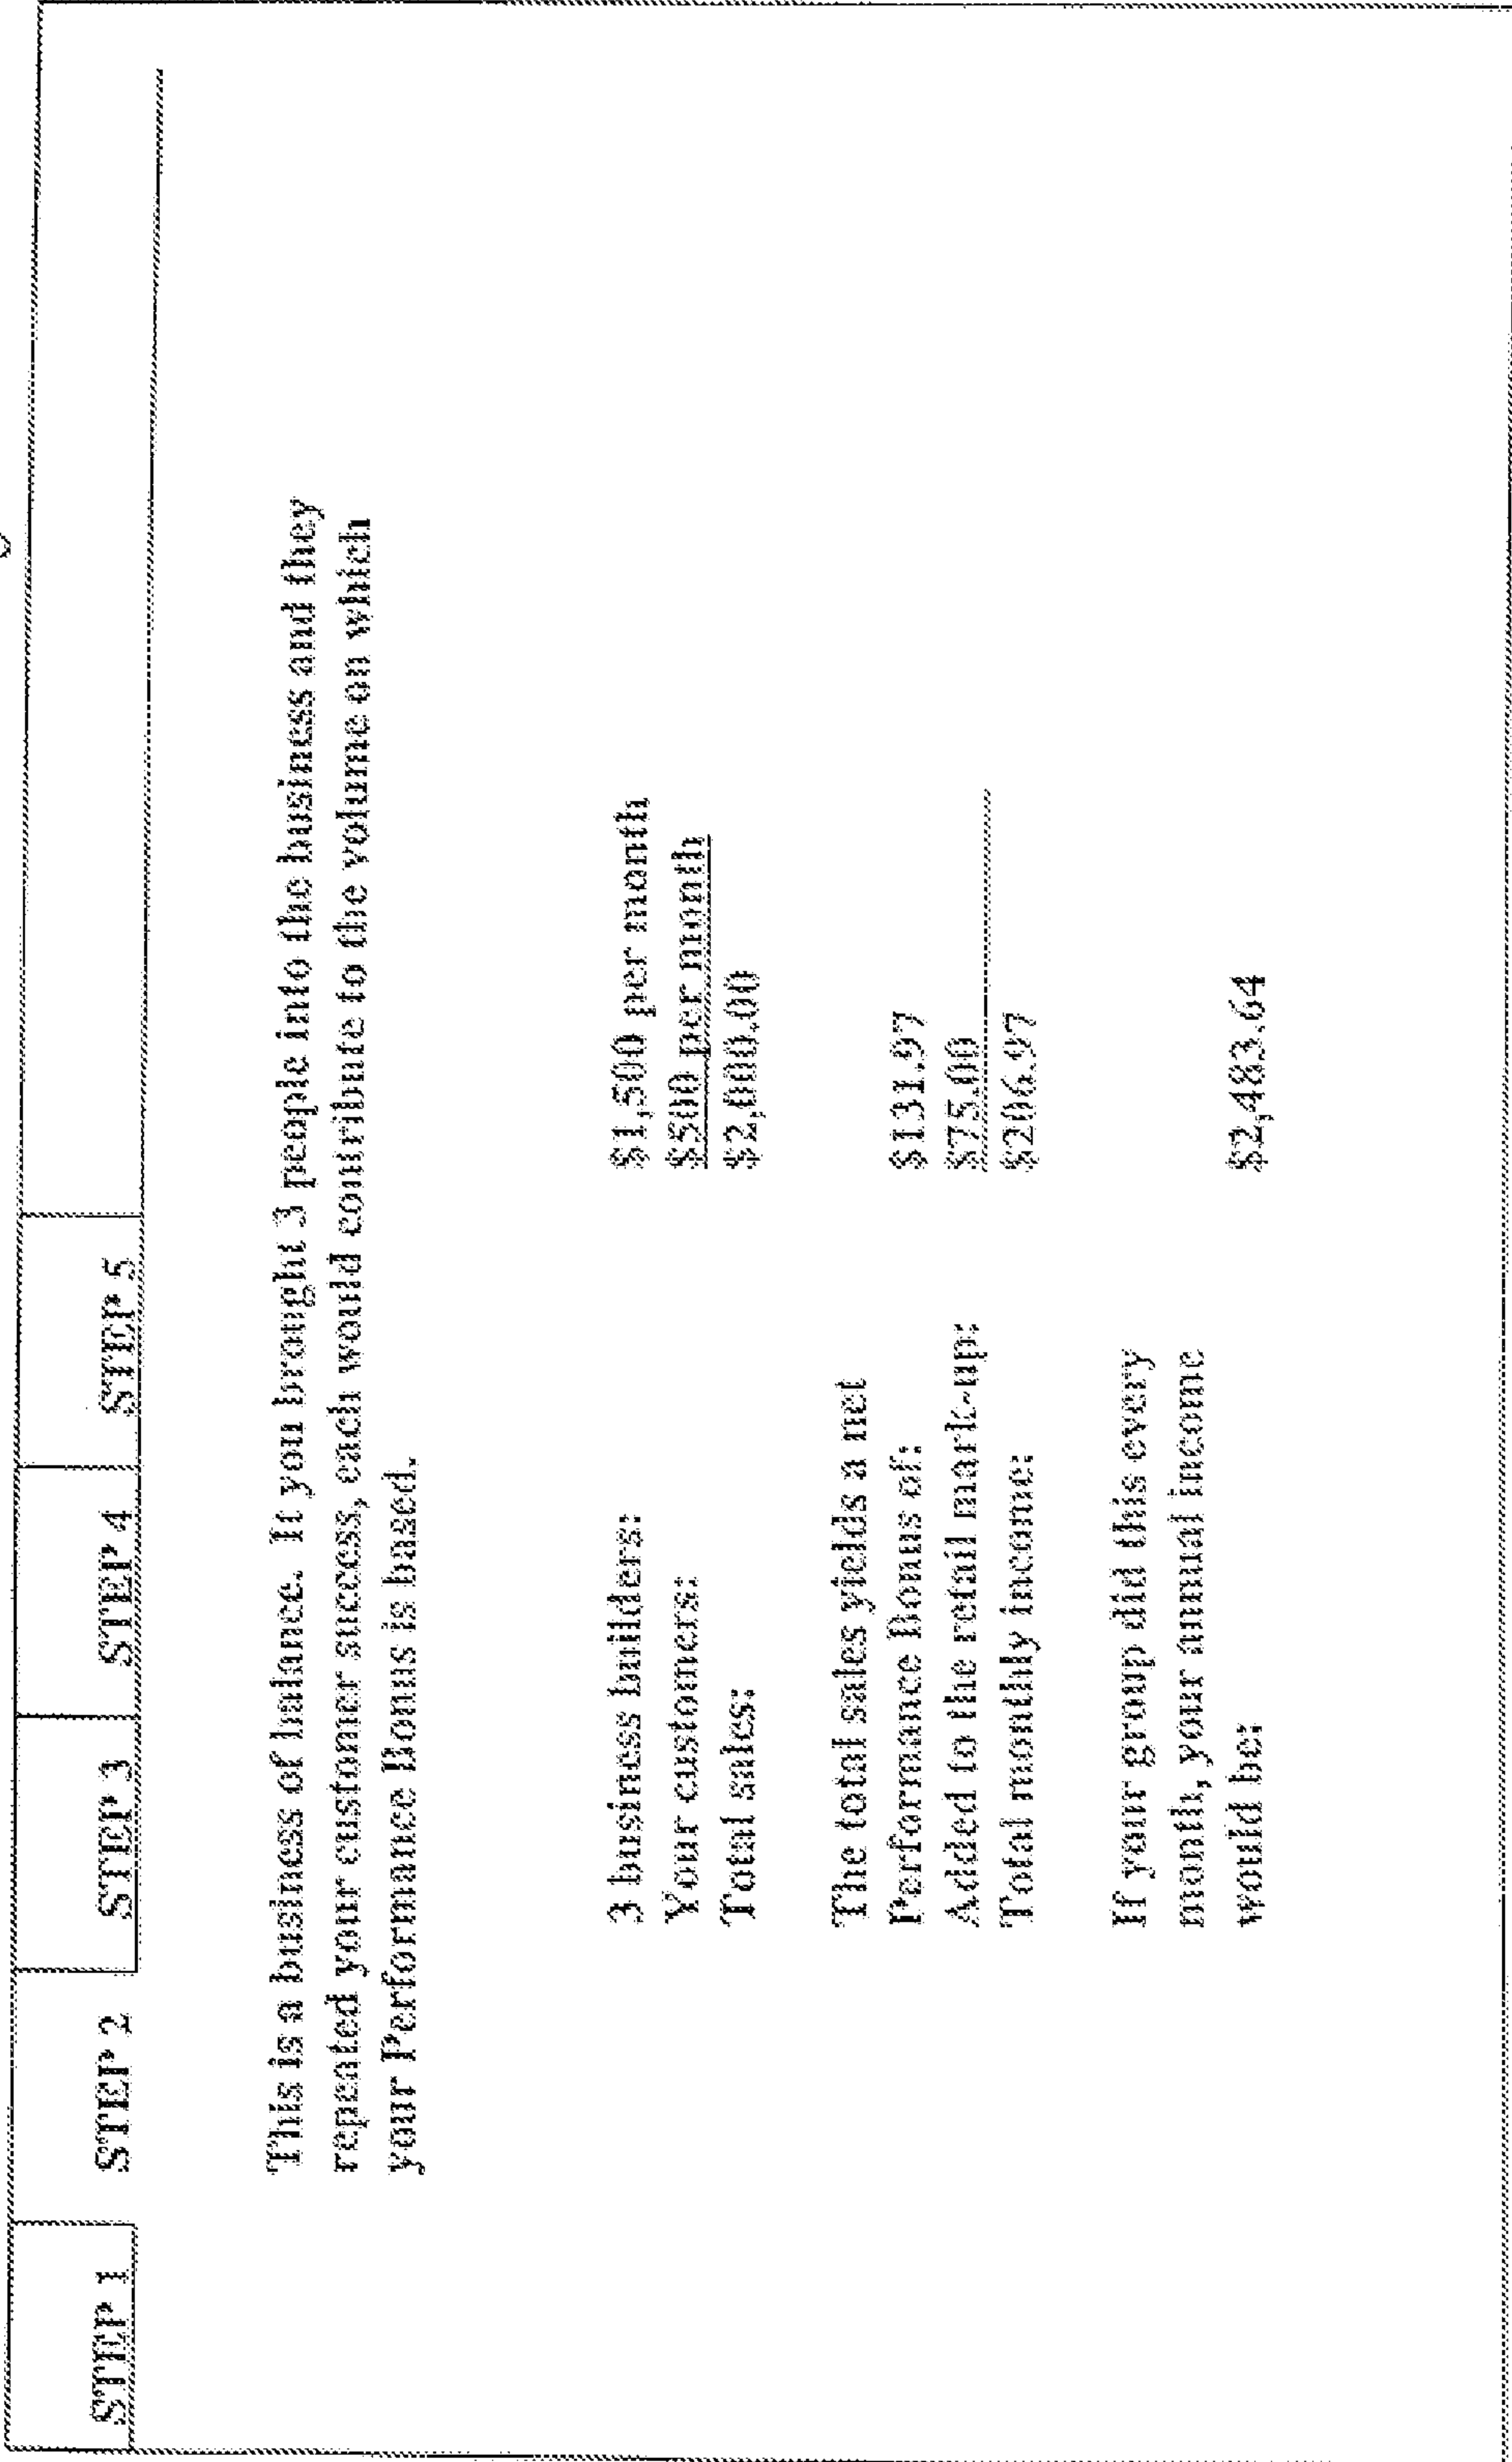 STEP 1 STEP 2 STEP 3 STEP 4 STEP 5
This is a business of balance. If you brought 3 people into the business and they
repeated your customer success, each would contribute to the volume on which
your Performance Bonus is based.
3 business builders: $1,500 per month
Your customers: $500 per month
Total sales: $2,000.00
The total sales yields a net
Performance Bonus of: $131.97
Added to the retail mark-up: $75.00
Total monthly income: $206.97
If your group did this every
month, your annual income
would be: $2,483.64